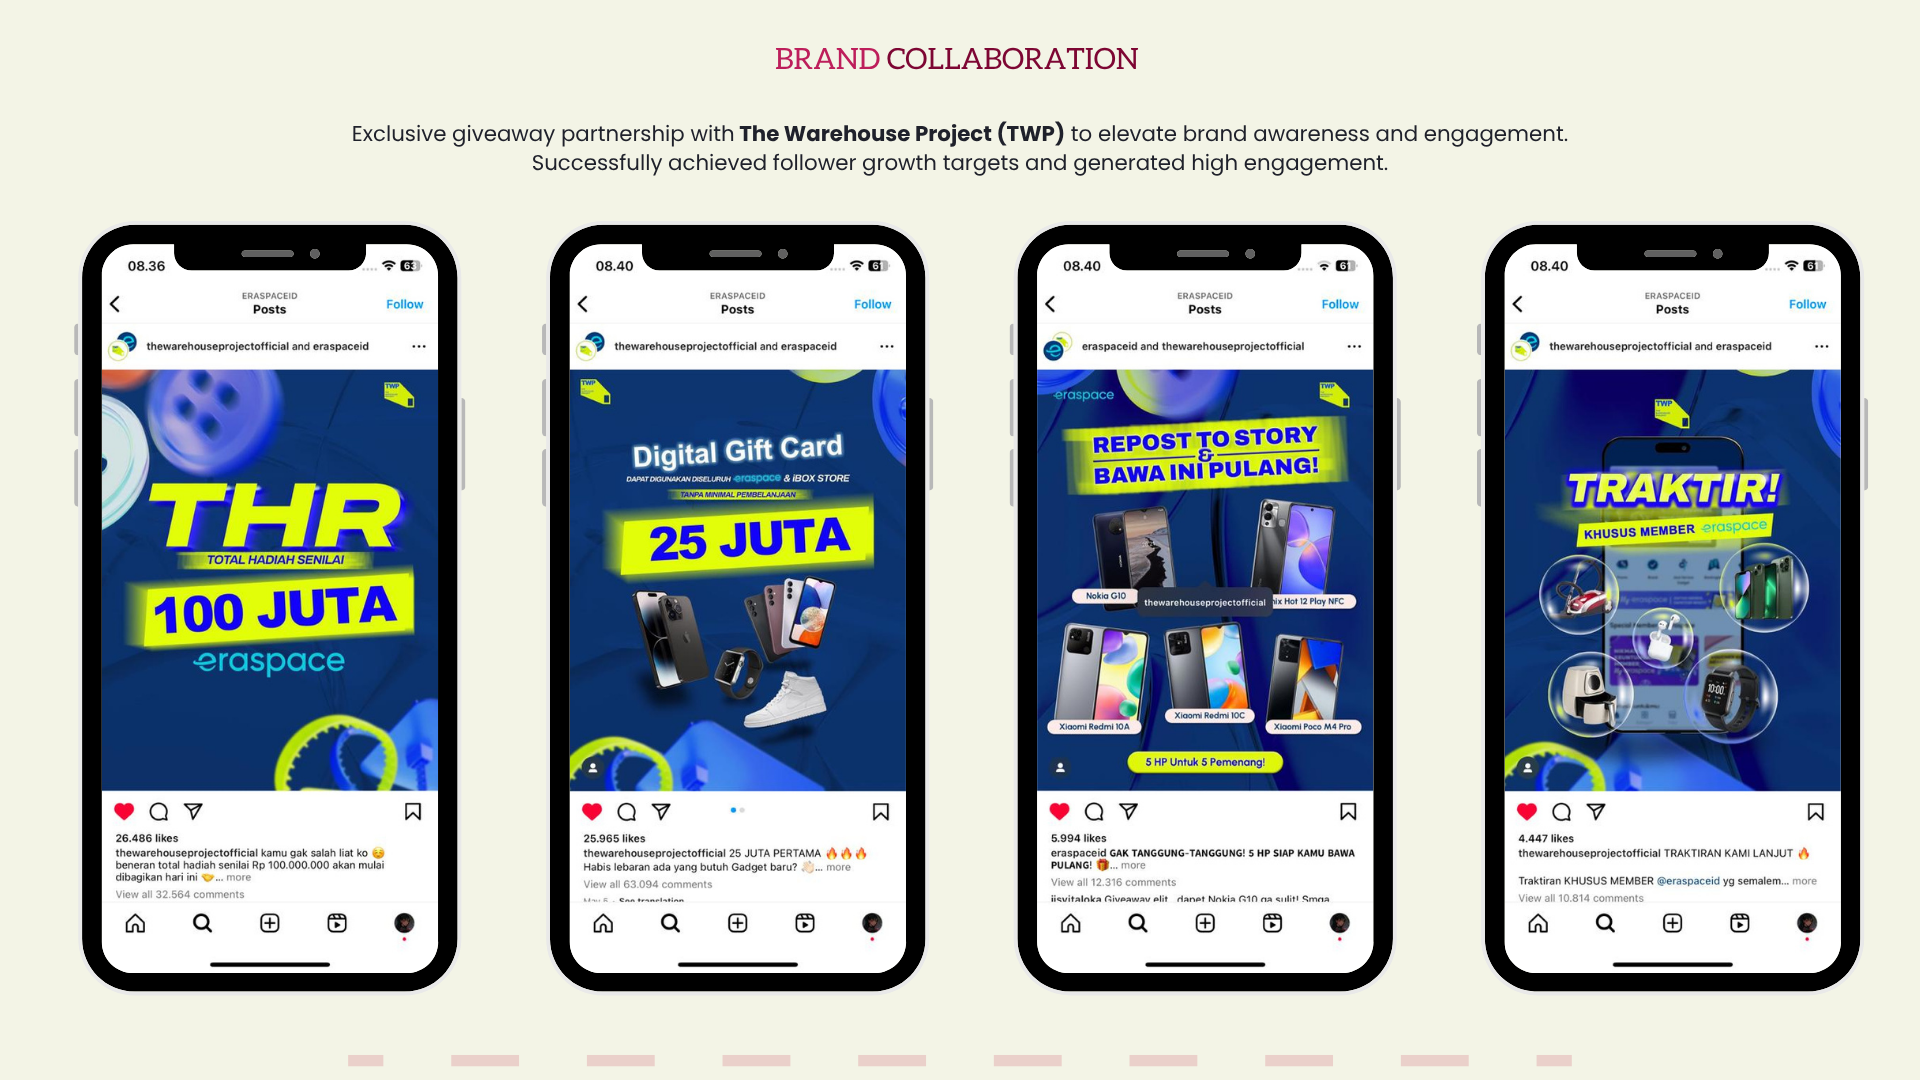 BRAND COLLABORATION
Exclusive giveaway partnership with The Warehouse Project (TWP) to elevate brand awareness and engagement.
Successfully achieved follower growth targets and generated high engagement.
08.36
63
ERASPACEID
Posts
Follow
thewarehouseprojectofficial and eraspaceid
TWP
THR
TOTAL HADIAH SENILAI
100 JUTA
eraspace
26.486 likes
thewarehouseprojectofficial kamu gak salah liat ko 😌
beneran total hadiah senilai Rp 100.000.000 akan mulai
dibagikan hari ini 🤝... more
View all 32.564 comments
08.40
61
ERASPACEID
Posts
Follow
thewarehouseprojectofficial and eraspaceid
TWP
Digital Gift Card
DAPAT DIGUNAKAN DISELURUH eraspace & iBOX STORE
TANPA MINIMAL PEMBELANJAAN
25 JUTA
25.965 likes
thewarehouseprojectofficial 25 JUTA PERTAMA 🔥🔥🔥
Habis lebaran ada yang butuh Gadget baru? 👏🏻... more
View all 63.094 comments
May 5 · See translation
08.40
61
ERASPACEID
Posts
Follow
eraspaceid and thewarehouseprojectofficial
eraspace
TWP
REPOST TO STORY
&
BAWA INI PULANG!
Nokia G10
thewarehouseprojectofficial
nix Hot 12 Play NFC
Xiaomi Redmi 10A
Xiaomi Redmi 10C
Xiaomi Poco M4 Pro
5 HP Untuk 5 Pemenang!
5.994 likes
eraspaceid GAK TANGGUNG-TANGGUNG! 5 HP SIAP KAMU BAWA
PULANG! 🎁... more
View all 12.316 comments
iisvitaloka Giveaway elit.. dapet Nokia G10 ga sulit! Smga
08.40
61
ERASPACEID
Posts
Follow
thewarehouseprojectofficial and eraspaceid
TWP
TRAKTIR!
KHUSUS MEMBER eraspace
10:00
4.447 likes
thewarehouseprojectofficial TRAKTIRAN KAMI LANJUT 🔥
Traktiran KHUSUS MEMBER @eraspaceid yg semalem... more
View all 10.814 comments